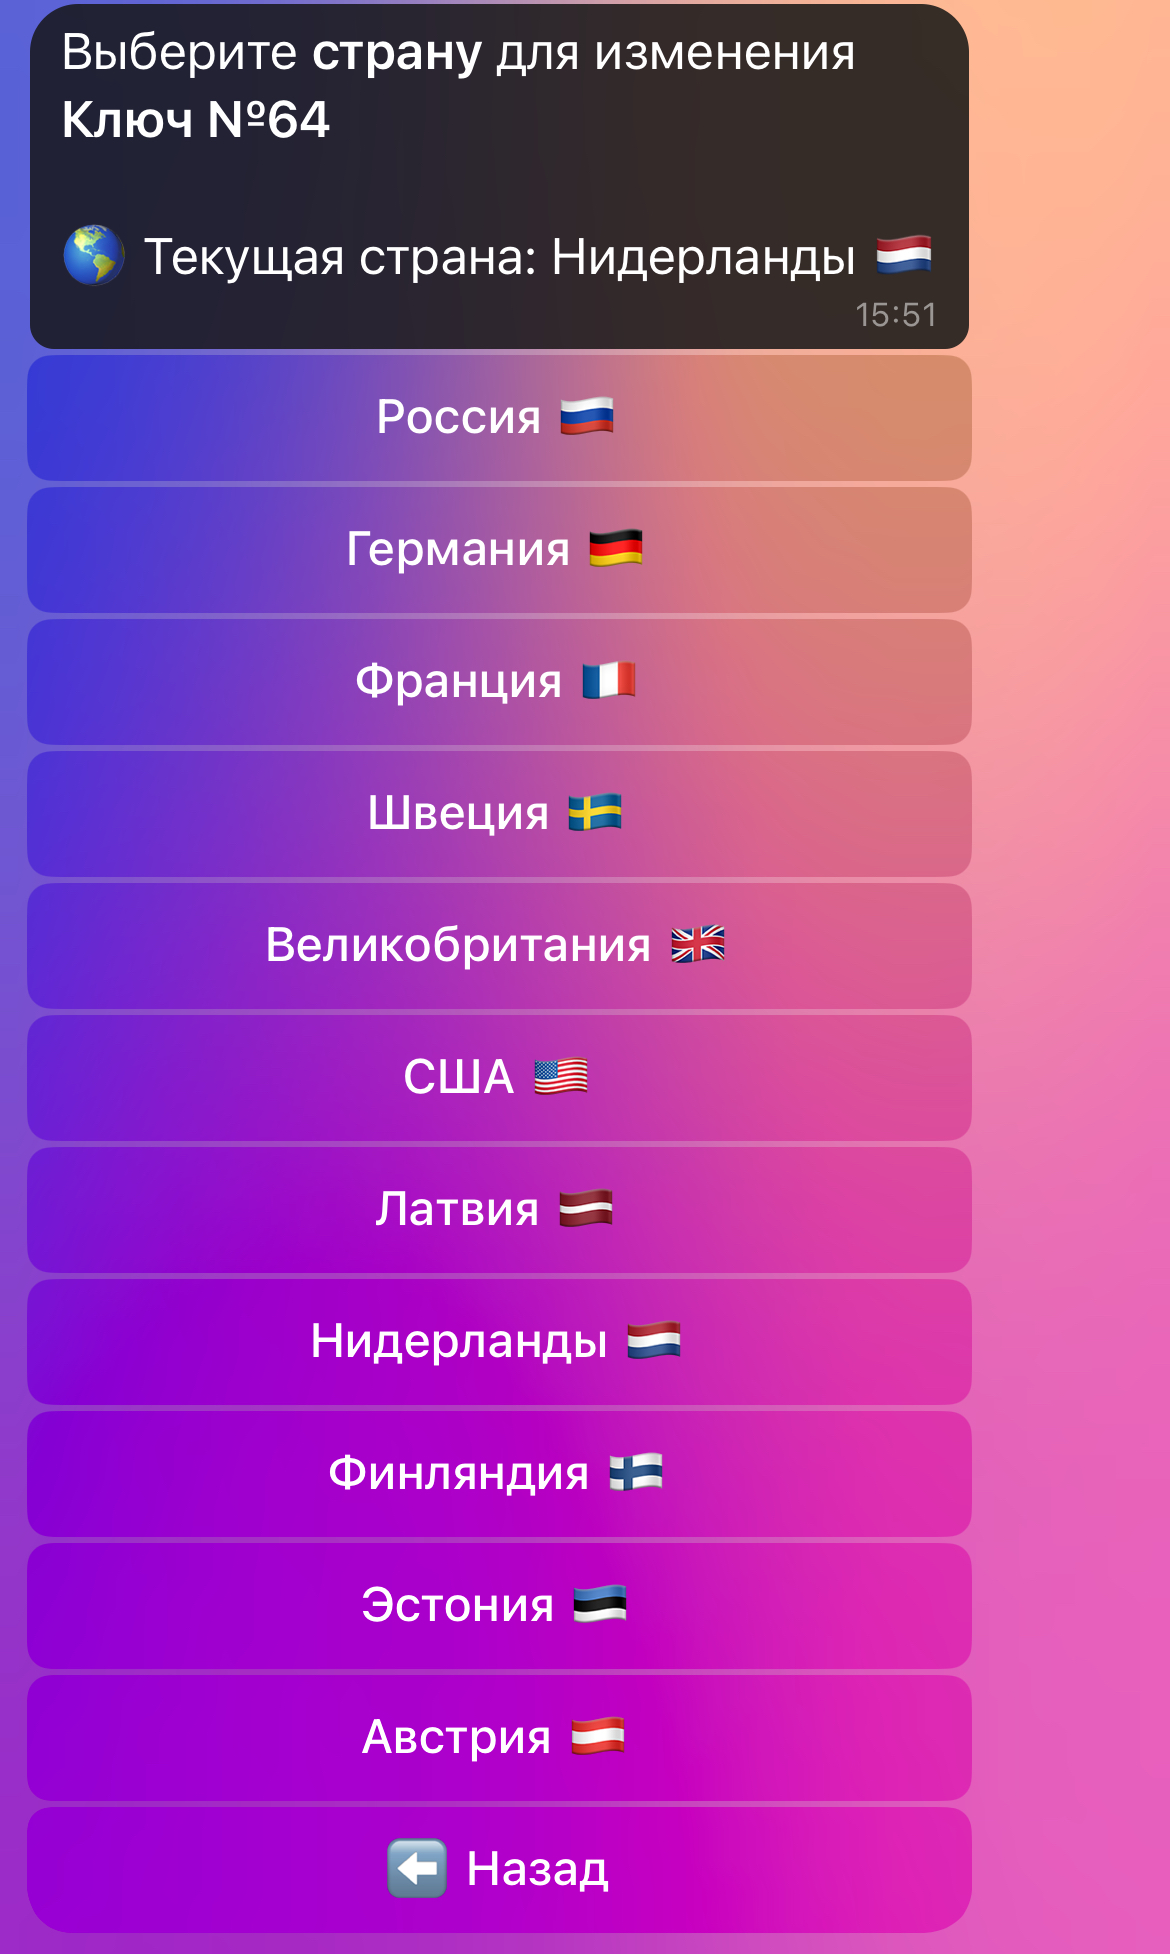 Выберите страну для изменения
Ключ №64
🌎 Текущая страна: Нидерланды 🇳🇱
15:51
Россия 🇷🇺
Германия 🇩🇪
Франция 🇫🇷
Швеция 🇸🇪
Великобритания 🇬🇧
США 🇺🇸
Латвия 🇱🇻
Нидерланды 🇳🇱
Финляндия 🇫🇮
Эстония 🇪🇪
Австрия 🇦🇹
⬅️ Назад